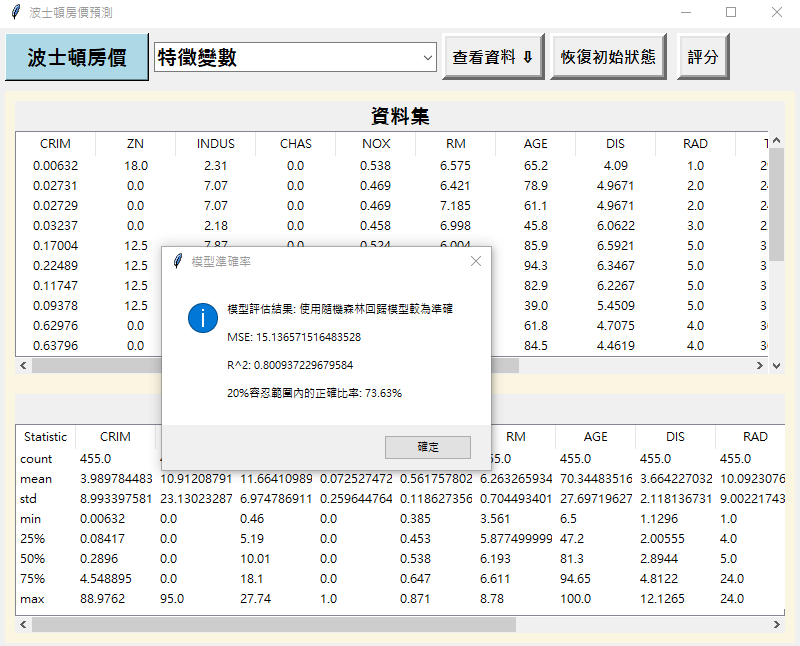 波士頓房價預測
波士頓房價 特徵變數 查看資料 ⇩ 恢復初始狀態 評分
資料集
CRIM ZN INDUS CHAS NOX RM AGE DIS RAD
0.00632 18.0 2.31 0.0 0.538 6.575 65.2 4.09 1.0
0.02731 0.0 7.07 0.0 0.469 6.421 78.9 4.9671 2.0
0.02729 0.0 7.07 0.0 0.469 7.185 61.1 4.9671 2.0
0.03237 0.0 2.18 0.0 0.458 6.998 45.8 6.0622 3.0
0.17004 12.5 7.87 0.0 0.524 6.004 85.9 6.5921 5.0
0.22489 12.5 94.3 6.3467 5.0
0.11747 12.5 82.9 6.2267 5.0
0.09378 12.5 39.0 5.4509 5.0
0.62976 0.0 61.8 4.7075 4.0
0.63796 0.0 84.5 4.4619 4.0
模型準確率
模型評估結果: 使用隨機森林回歸模型較為準確
MSE: 15.136571516483528
R^2: 0.800937229679584
20%容忍範圍內的正確比率: 73.63%
確定
Statistic CRIM RM AGE DIS RAD
count 455.0 455.0 455.0 455.0
mean 3.989784483 10.91208791 11.66410989 0.072527472 0.561757802 6.263265934 70.34483516 3.664227032 10.0923076
std 8.993397581 23.13023287 6.974786911 0.259644764 0.118627356 0.704493401 27.69719627 2.118136731 9.00221743
min 0.00632 0.0 0.46 0.0 0.385 3.561 6.5 1.1296 1.0
25% 0.08417 0.0 5.19 0.0 0.453 5.877499999 47.2 2.00555 4.0
50% 0.2896 0.0 10.01 0.0 0.538 6.193 81.3 2.8944 5.0
75% 4.548895 0.0 18.1 0.0 0.647 6.611 94.65 4.8122 24.0
max 88.9762 95.0 27.74 1.0 0.871 8.78 100.0 12.1265 24.0